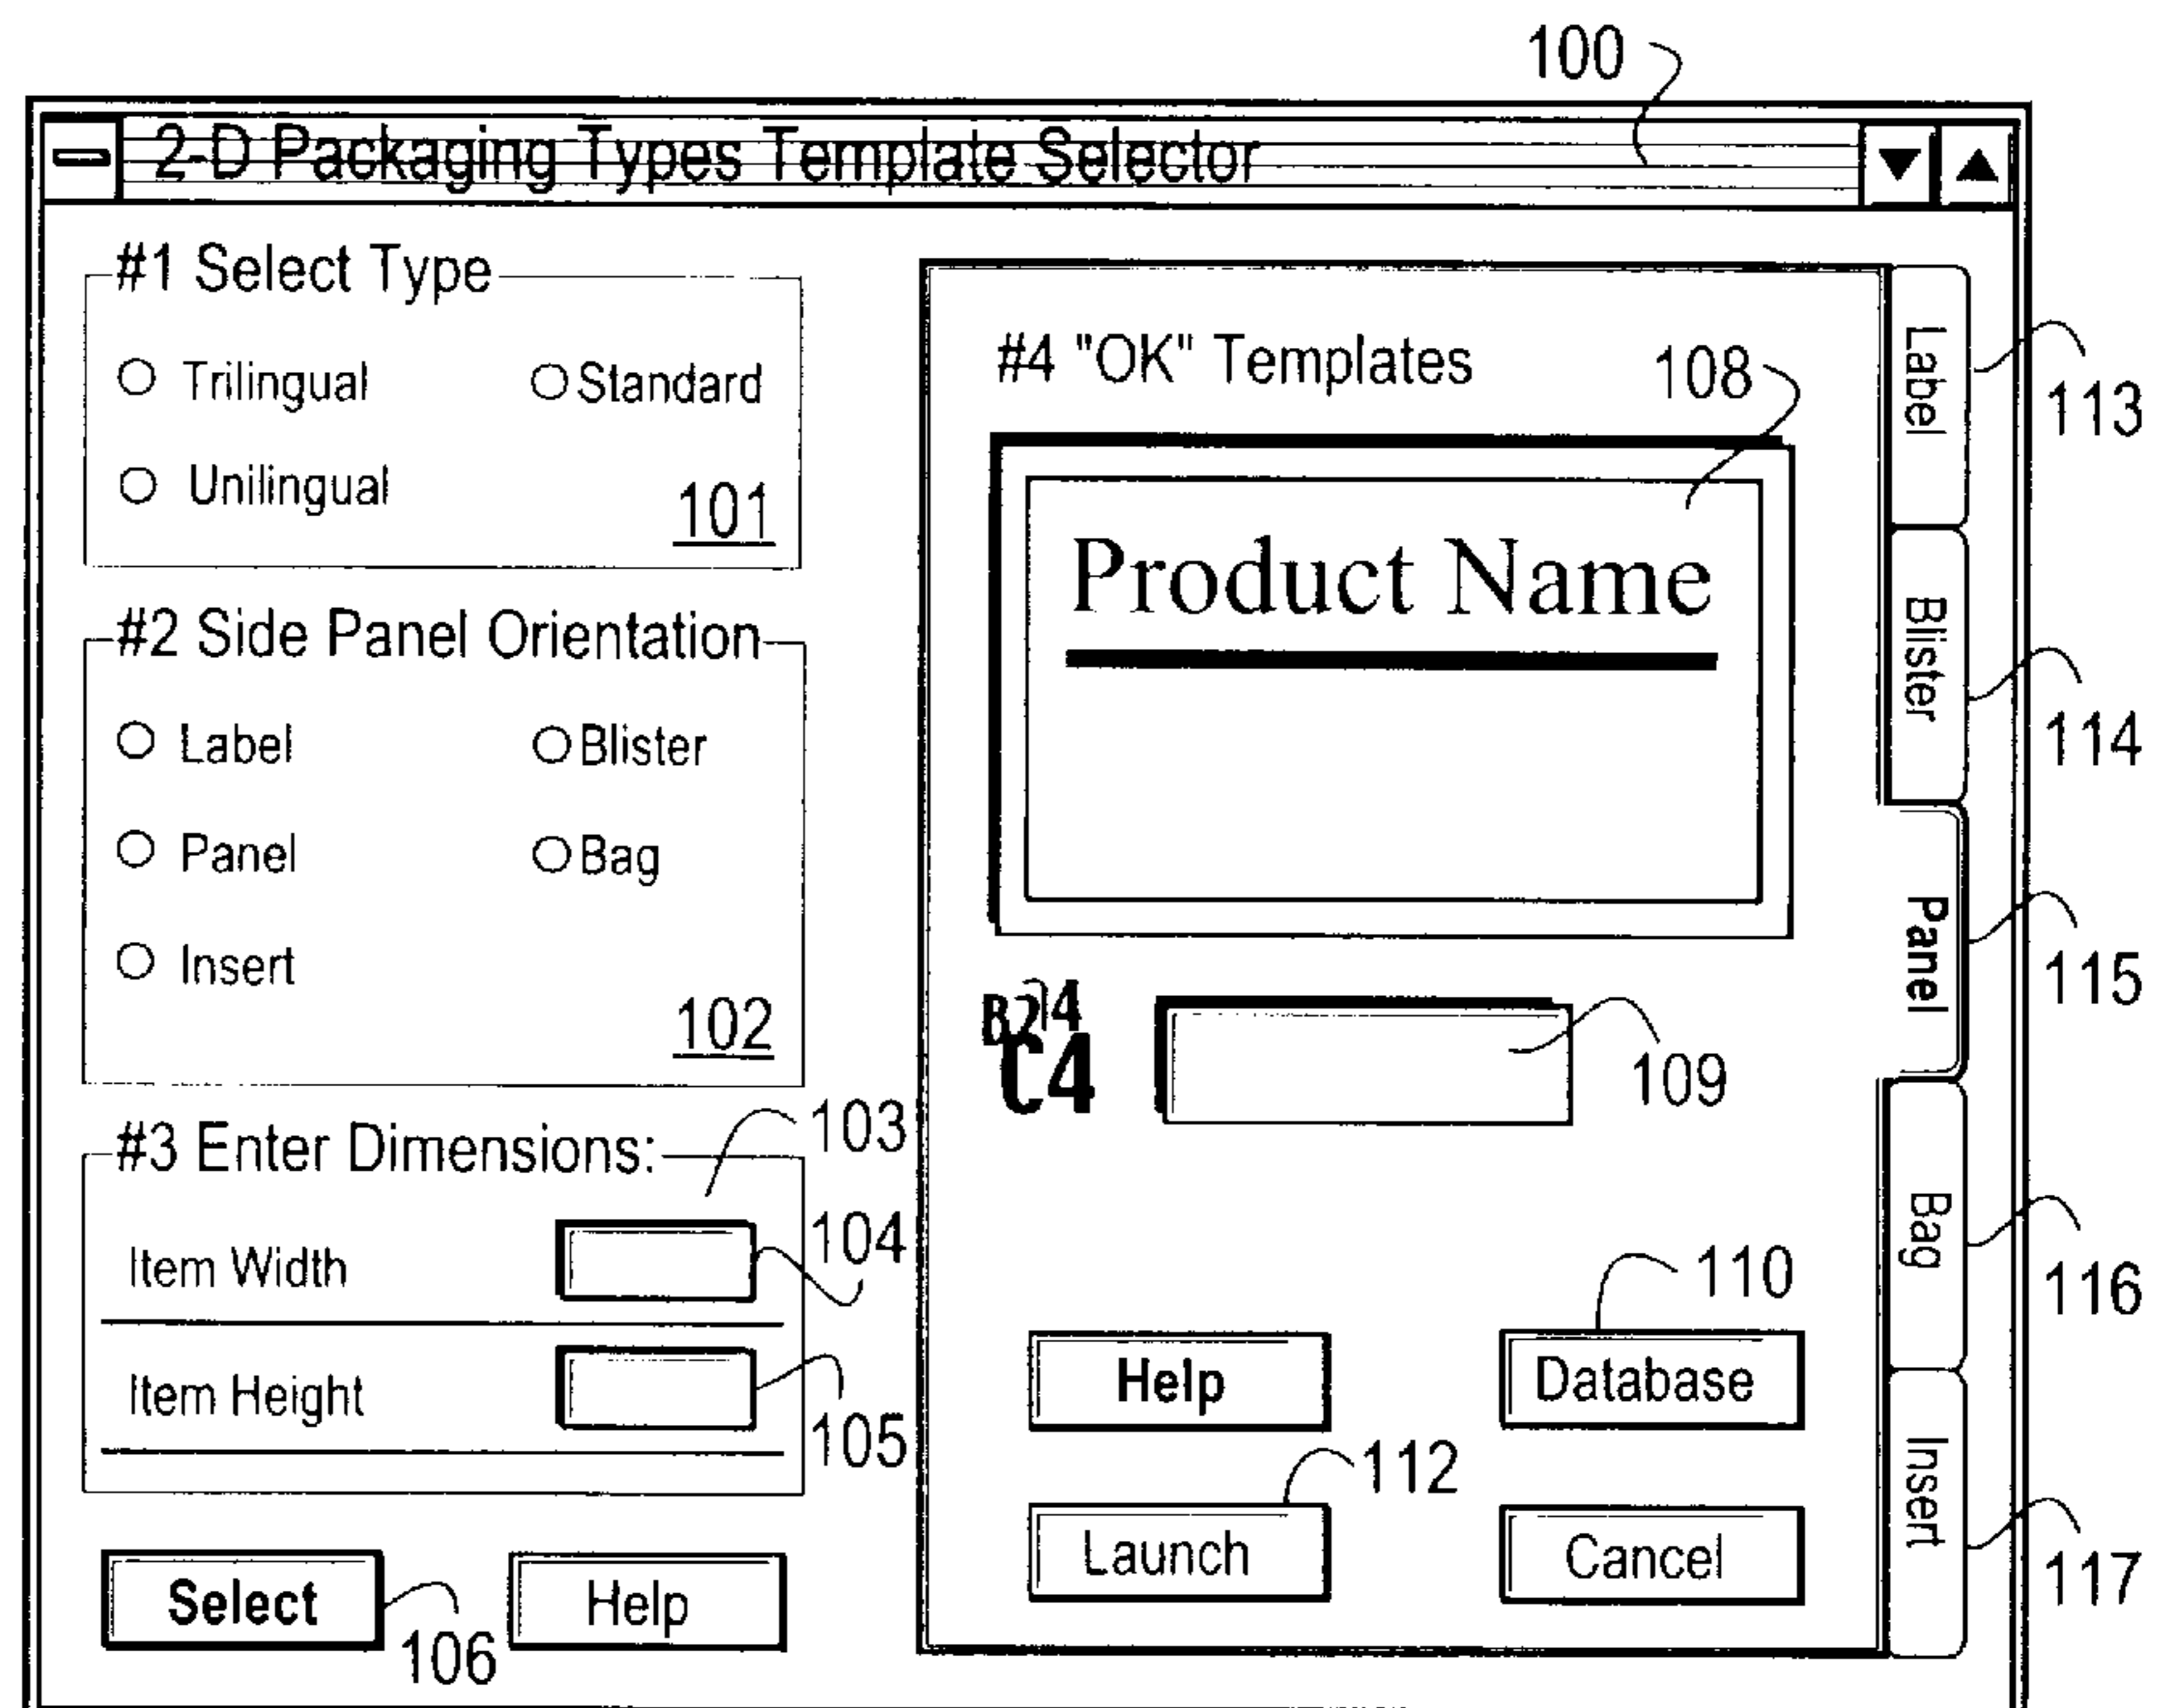 100
2-D Packaging Types Template Selector
#1 Select Type
Trilingual
Standard
Unilingual
101
#2 Side Panel Orientation
Label
Blister
Panel
Bag
Insert
102
#3 Enter Dimensions:
103
Item Width
104
Item Height
105
Select
106
Help
#4 "OK" Templates
108
Product Name
B24
C4
109
Help
110
Database
112
Launch
Cancel
Label
113
Blister
114
Panel
115
Bag
116
Insert
117